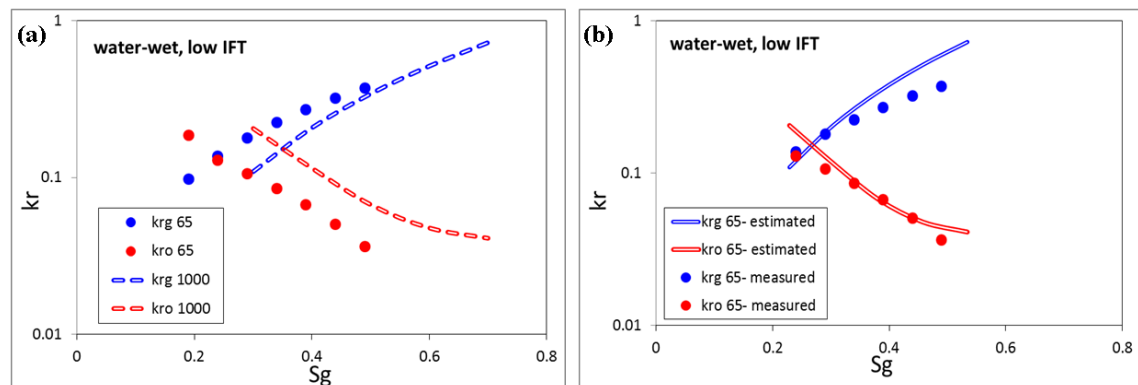 (a)
water-wet, low IFT
1
0.1
0.01
kr
krg 65
kro 65
krg 1000
kro 1000
0
0.2
0.4
0.6
0.8
Sg
(b)
water-wet, low IFT
1
0.1
0.01
kr
krg 65- estimated
kro 65- estimated
krg 65- measured
kro 65- measured
0
0.2
0.4
0.6
0.8
Sg